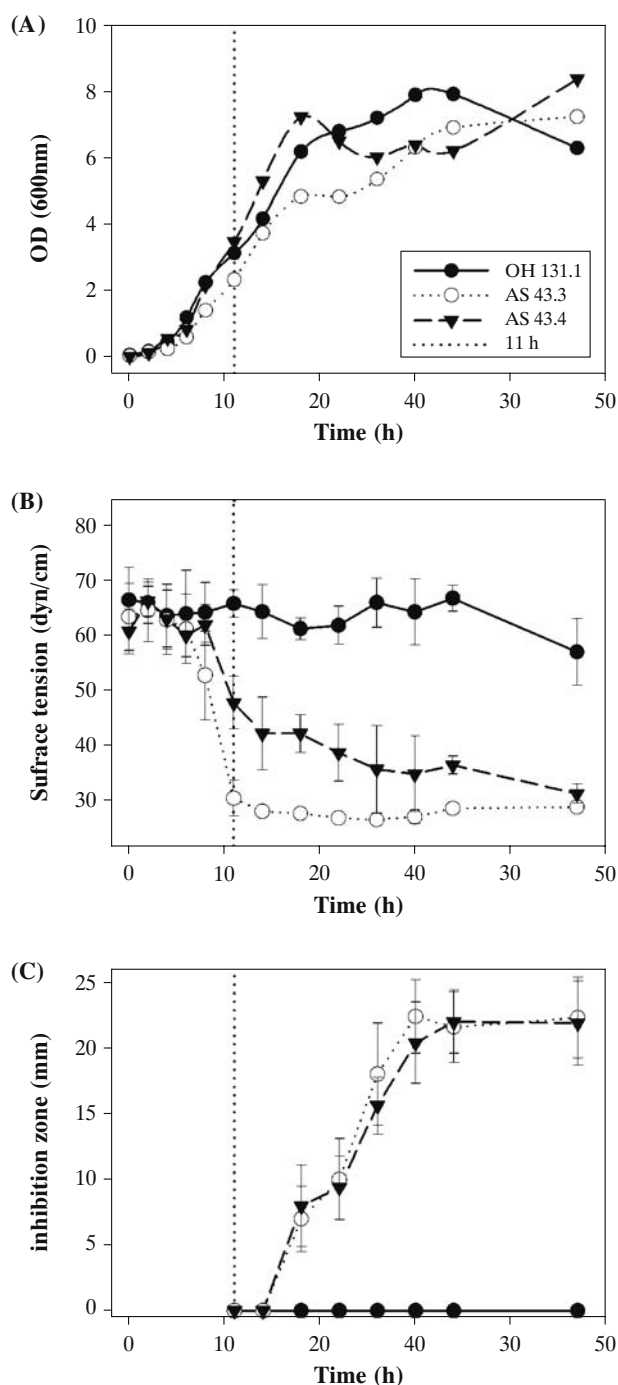 (A)
10
8
6
4
2
0
OD (600nm)
OH 131.1
AS 43.3
AS 43.4
11 h
0 10 20 40 30 50
Time (h)
(B)
80
70
60
50
40
30
Sufrace tension (dyn/cm)
0 10 20 40 30 50
Time (h)
(C)
25
20
15
10
5
0
inhibition zone (mm)
0 10 20 40 30 50
Time (h)